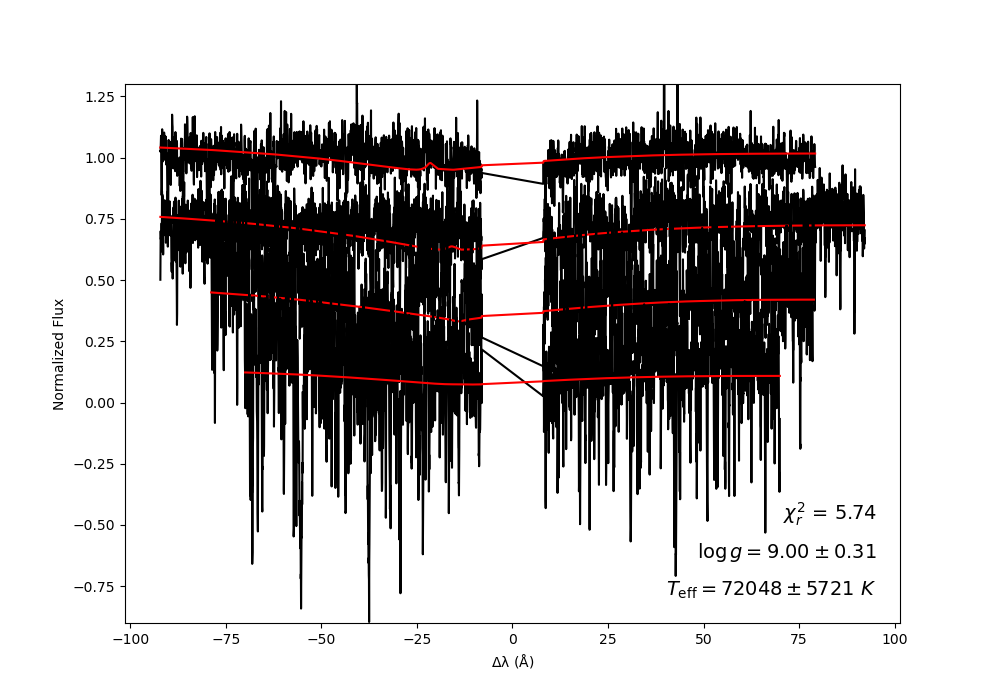 1.25
1.00
0.75
0.50
0.25
0.00
−0.25
−0.50
−0.75
Normalized Flux
χ²ᵣ = 5.74
log g = 9.00 ± 0.31
T_eff = 72048 ± 5721 K
−100 −75 −50 −25 0 25 50 75 100
Δλ (Å)